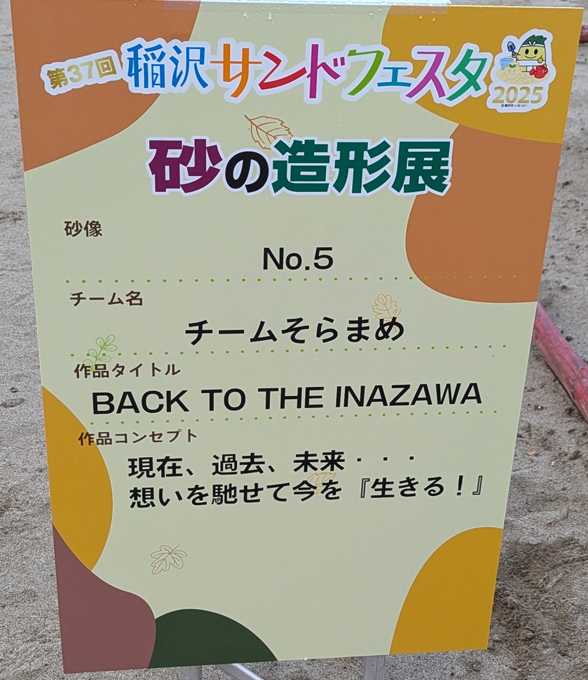 第37回 稲沢サンドフェスタ
2025
砂の造形展
砂像
No.5
チーム名
チームそらまめ
作品タイトル
BACK TO THE INAZAWA
作品コンセプト
現在、過去、未来・・・
想いを馳せて今を『生きる！』